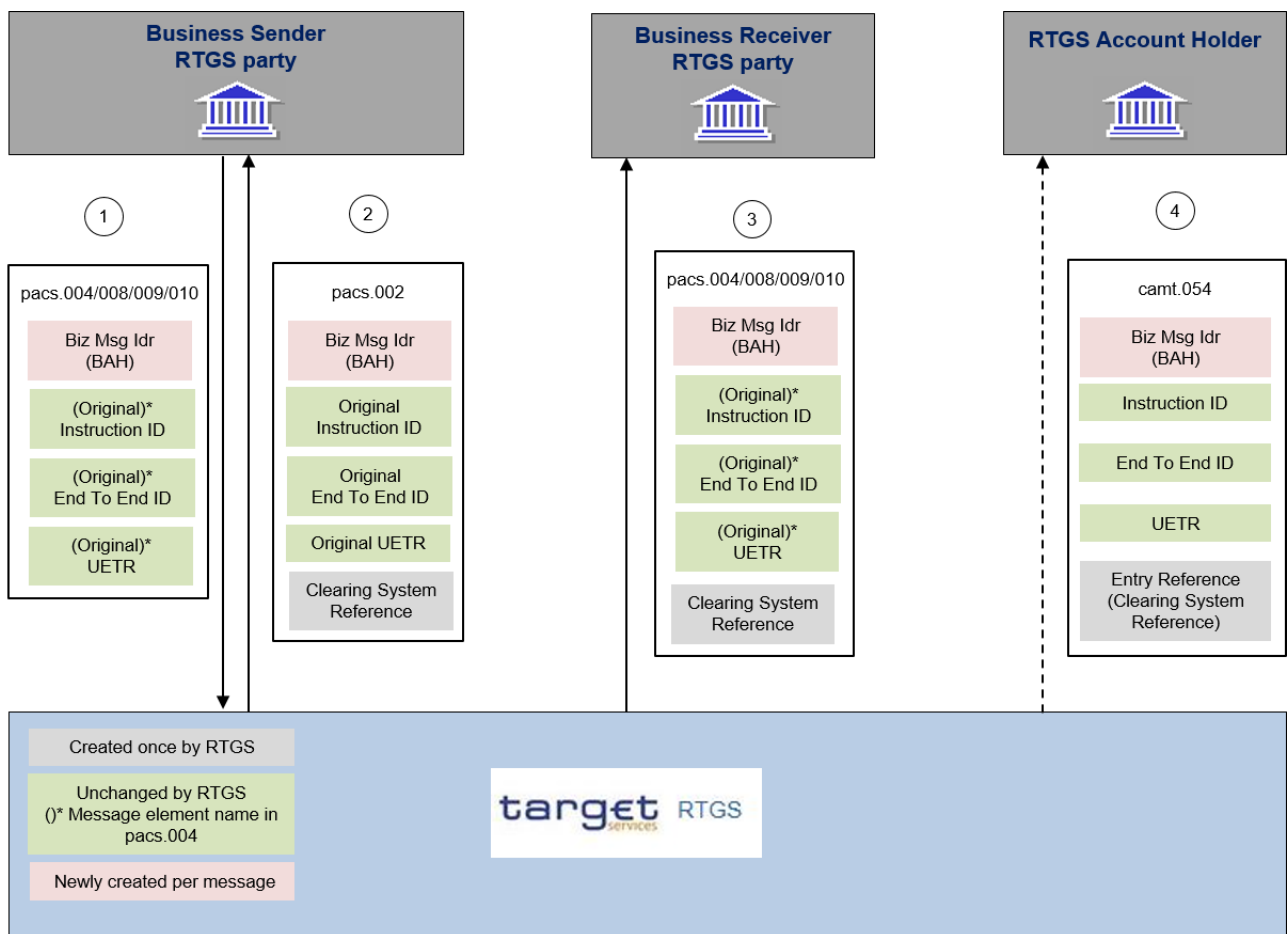 Business Sender
RTGS party
Business Receiver
RTGS party
RTGS Account Holder
1
2
3
4
pacs.004/008/009/010
Biz Msg Idr
(BAH)
(Original)*
Instruction ID
(Original)*
End To End ID
(Original)*
UETR
pacs.002
Biz Msg Idr
(BAH)
Original
Instruction ID
Original
End To End ID
Original UETR
Clearing System
Reference
pacs.004/008/009/010
Biz Msg Idr
(BAH)
(Original)*
Instruction ID
(Original)*
End To End ID
(Original)*
UETR
Clearing System
Reference
camt.054
Biz Msg Idr
(BAH)
Instruction ID
End To End ID
UETR
Entry Reference
(Clearing System
Reference)
Created once by RTGS
Unchanged by RTGS
()* Message element name in
pacs.004
Newly created per message
target
services
RTGS